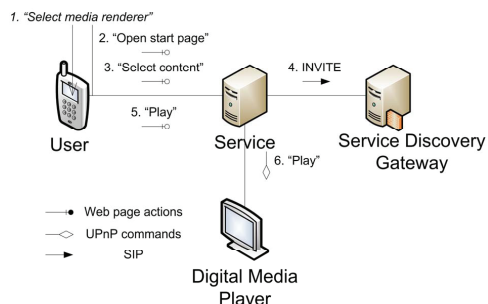 1. "Select media renderer"
2. "Open start page"
3. "Select content"
4. INVITE
5. "Play"
User
Service
Service Discovery
Gateway
6. "Play"
Web page actions
UPnP commands
SIP
Digital Media
Player